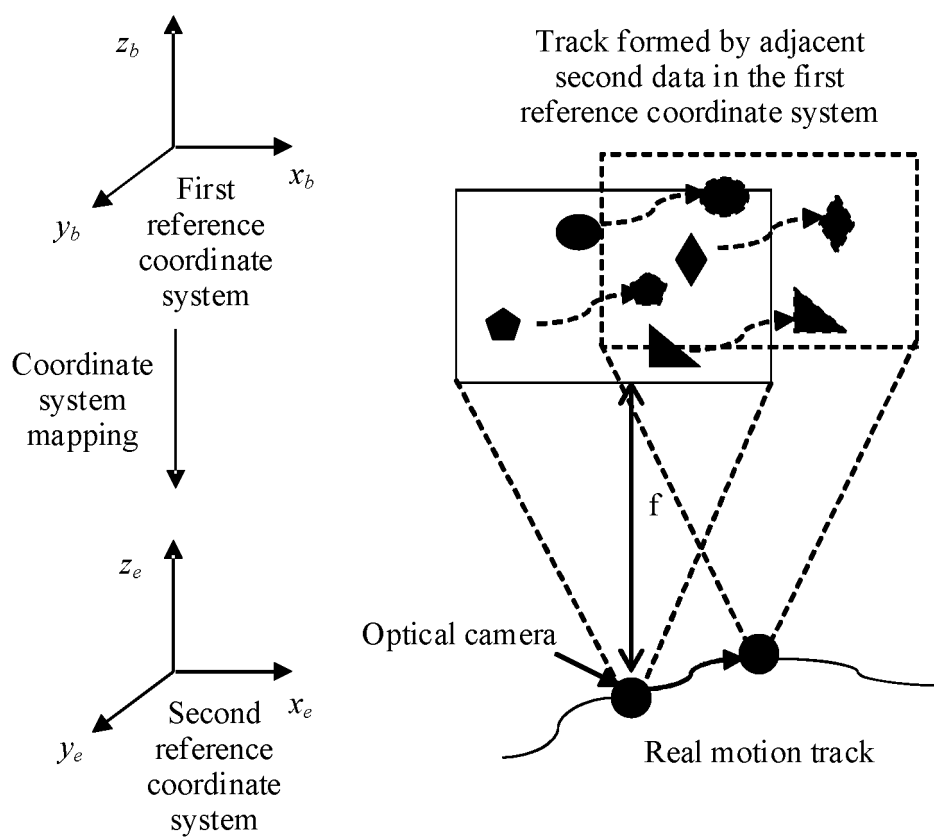 z_b
x_b
y_b
First
reference
coordinate
system
Coordinate
system
mapping
z_e
x_e
y_e
Second
reference
coordinate
system
Track formed by adjacent
second data in the first
reference coordinate system
f
Optical camera
Real motion track